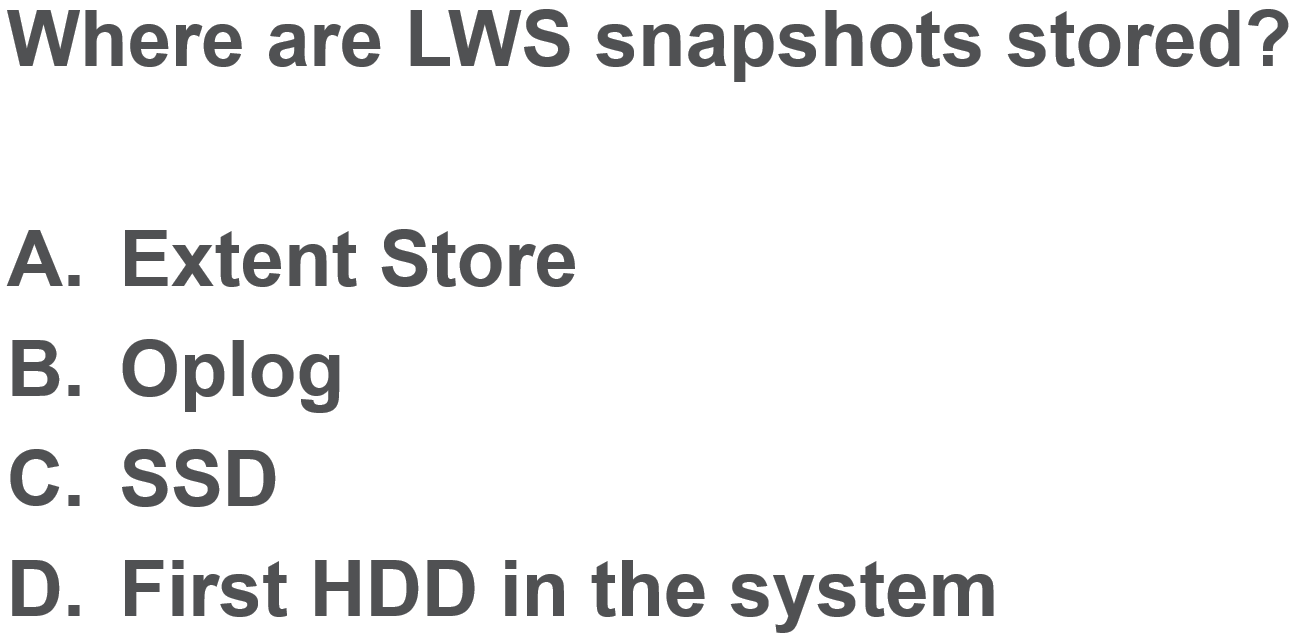 Where are LWS snapshots stored?
A. Extent Store
B. Oplog
C. SSD
D. First HDD in the system